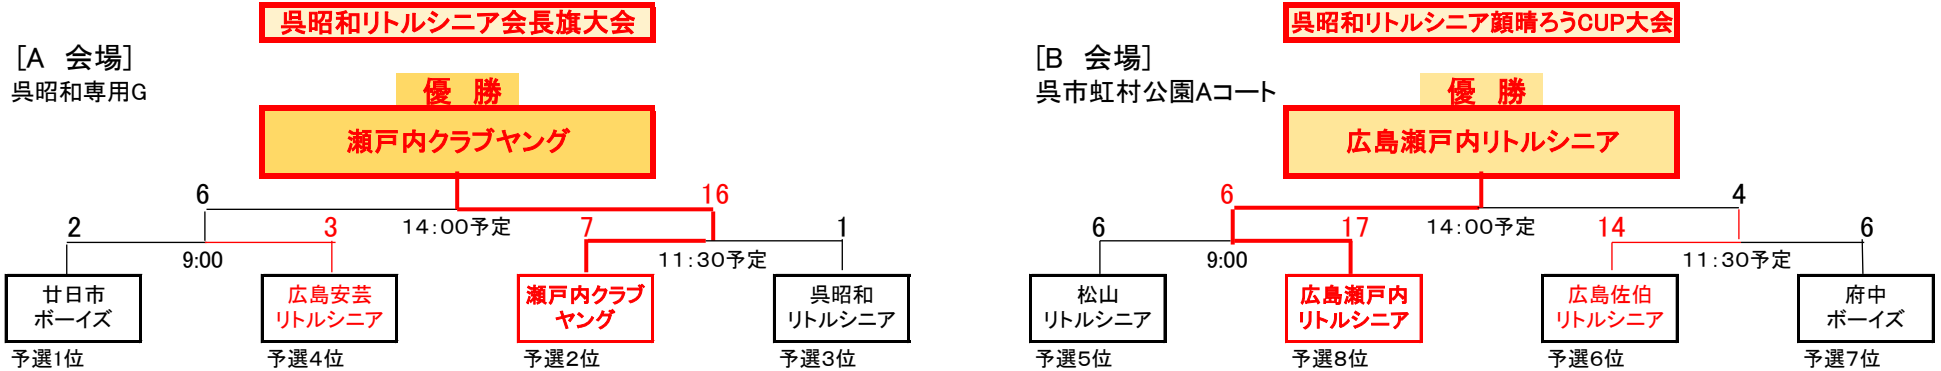 呉昭和リトルシニア会長旗大会
[A　会場]
呉昭和専用G
優　勝
瀬戸内クラブヤング
6
16
14:00予定
2
3
7
1
9:00
11:30予定
廿日市
ボーイズ
広島安芸
リトルシニア
瀬戸内クラブ
ヤング
呉昭和
リトルシニア
予選1位
予選4位
予選2位
予選3位
呉昭和リトルシニア顔晴ろうCUP大会
[B　会場]
呉市虹村公園Aコート
優　勝
広島瀬戸内リトルシニア
6
4
14:00予定
6
17
14
6
9:00
11:30予定
松山
リトルシニア
広島瀬戸内
リトルシニア
広島佐伯
リトルシニア
府中
ボーイズ
予選5位
予選8位
予選6位
予選7位